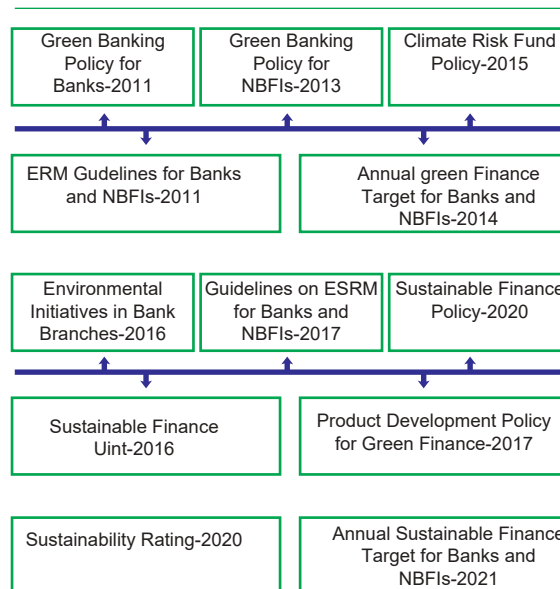 Green Banking
Policy for
Banks-2011
Green Banking
Policy for
NBFIs-2013
Climate Risk Fund
Policy-2015
ERM Gudelines for Banks
and NBFIs-2011
Annual green Finance
Target for Banks and
NBFIs-2014
Environmental
Initiatives in Bank
Branches-2016
Guidelines on ESRM
for Banks and
NBFIs-2017
Sustainable Finance
Policy-2020
Sustainable Finance
Uint-2016
Product Development Policy
for Green Finance-2017
Sustainability Rating-2020
Annual Sustainable Finance
Target for Banks and
NBFIs-2021